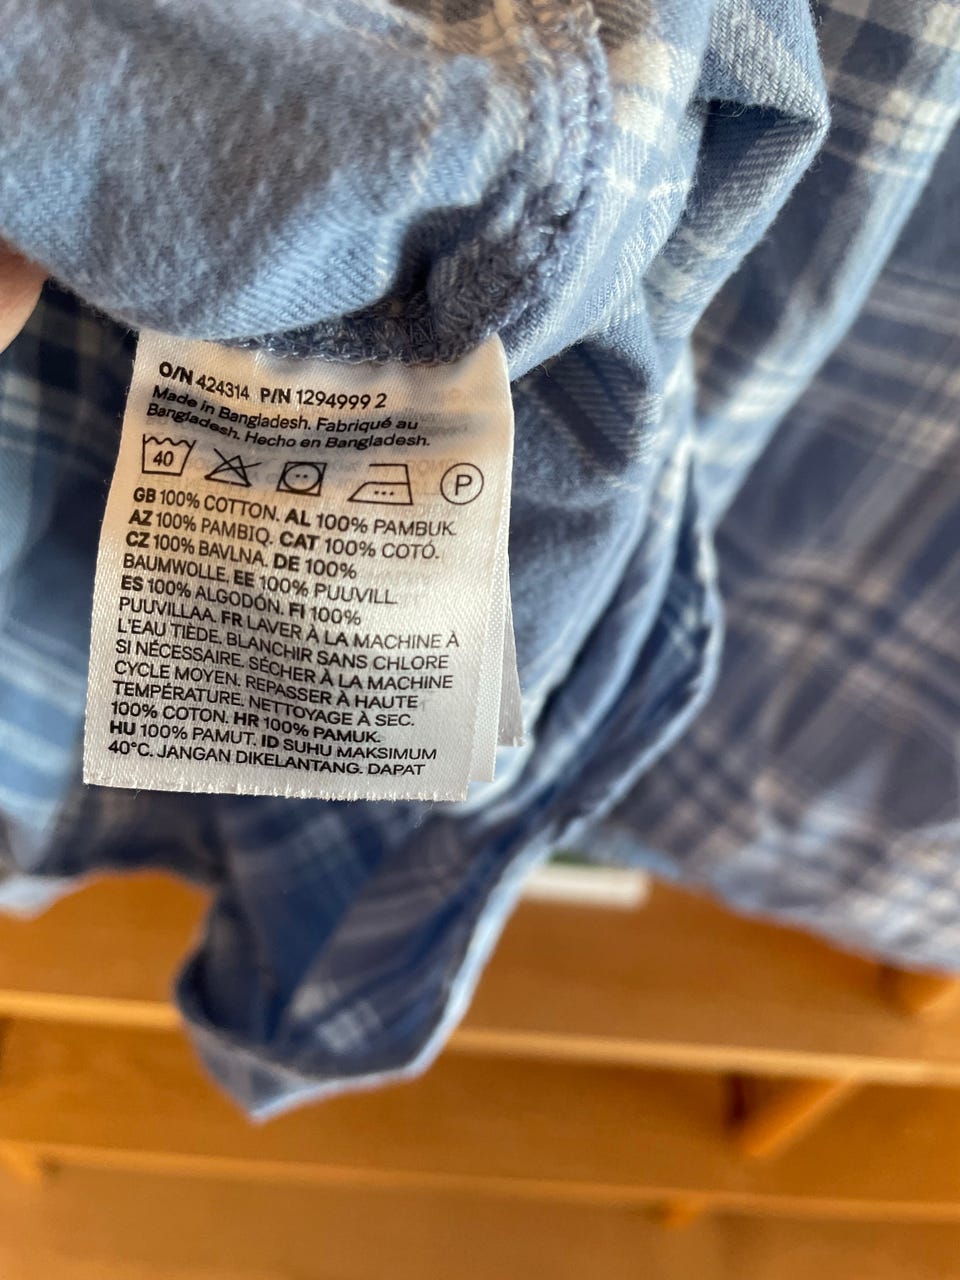 O/N 424314 P/N 1294999 2
Made in Bangladesh. Fabriqué au
Bangladesh. Hecho en Bangladesh.
40 P
GB 100% COTTON. AL 100% PAMBUK.
AZ 100% PAMBIQ. CAT 100% COTÓ.
CZ 100% BAVLNA. DE 100%
BAUMWOLLE. EE 100% PUUVILL.
ES 100% ALGODÓN. FI 100%
PUUVILLAA. FR LAVER À LA MACHINE À
L'EAU TIÈDE. BLANCHIR SANS CHLORE
SI NÉCESSAIRE. SÉCHER À LA MACHINE
CYCLE MOYEN. REPASSER À HAUTE
TEMPÉRATURE. NETTOYAGE À SEC.
100% COTON. HR 100% PAMUK.
HU 100% PAMUT. ID SUHU MAKSIMUM
40°C. JANGAN DIKELANTANG. DAPAT